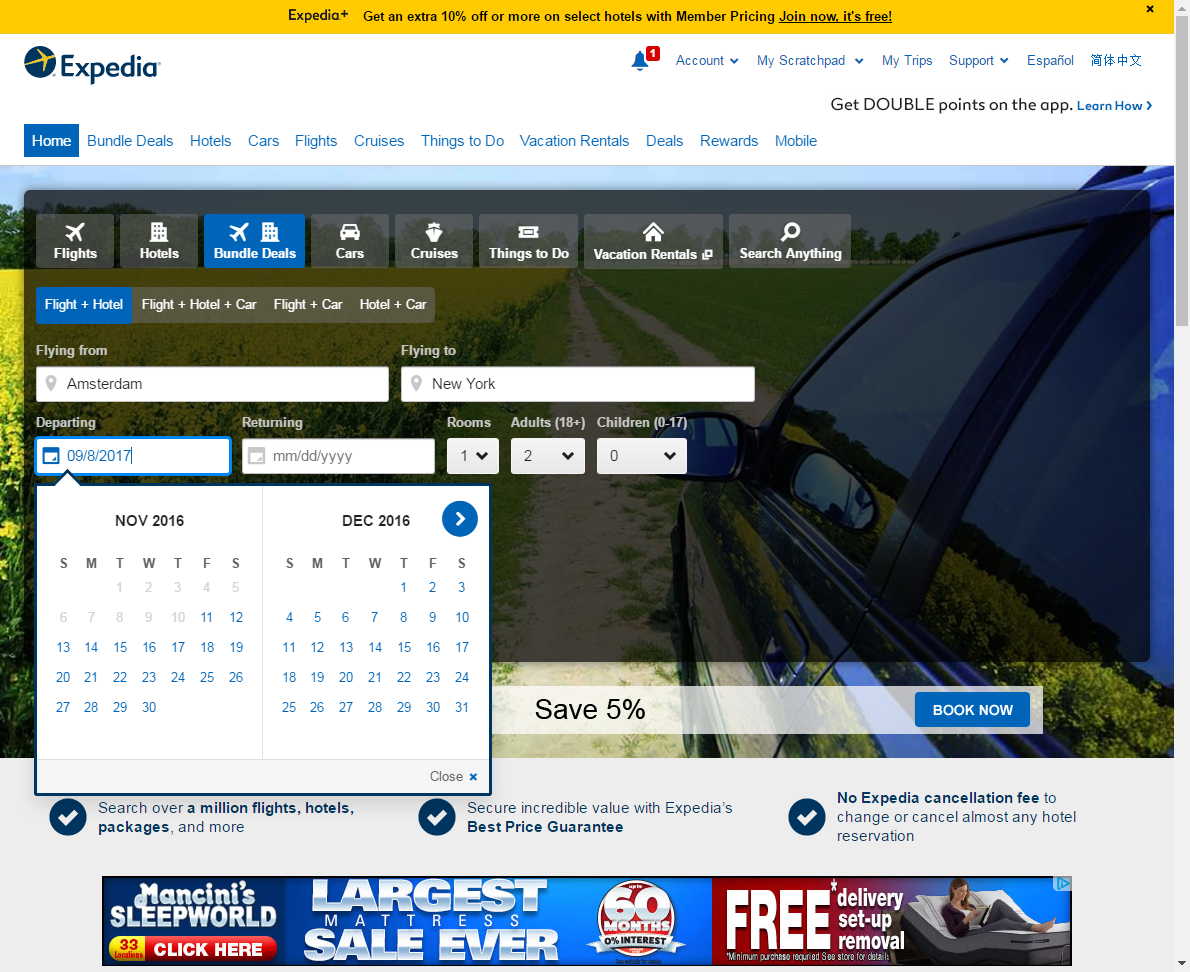 Expedia+ Get an extra 10% off or more on select hotels with Member Pricing Join now, it's free!
Expedia
1 Account My Scratchpad My Trips Support Español 简体中文
Get DOUBLE points on the app. Learn How
Home Bundle Deals Hotels Cars Flights Cruises Things to Do Vacation Rentals Deals Rewards Mobile
Flights Hotels Bundle Deals Cars Cruises Things to Do Vacation Rentals Search Anything
Flight + Hotel Flight + Hotel + Car Flight + Car Hotel + Car
Flying from Flying to
Amsterdam New York
Departing Returning Rooms Adults (18+) Children (0-17)
09/8/2017 mm/dd/yyyy 1 2 0
NOV 2016 DEC 2016
S M T W T F S S M T W T F S
1 2 3 4 5 1 2 3
6 7 8 9 10 11 12 4 5 6 7 8 9 10
13 14 15 16 17 18 19 11 12 13 14 15 16 17
20 21 22 23 24 25 26 18 19 20 21 22 23 24
27 28 29 30 25 26 27 28 29 30 31
Save 5% BOOK NOW
Close
Search over a million flights, hotels,
packages, and more
Secure incredible value with Expedia's
Best Price Guarantee
No Expedia cancellation fee to
change or cancel almost any hotel
reservation
Mancini's
SLEEPWORLD
33 Locations CLICK HERE
LARGEST
MATTRESS
SALE EVER
up to
60
MONTHS
0% INTEREST
See website for details.
FREE* delivery
set-up
removal
*Minimum purchase required See store for details